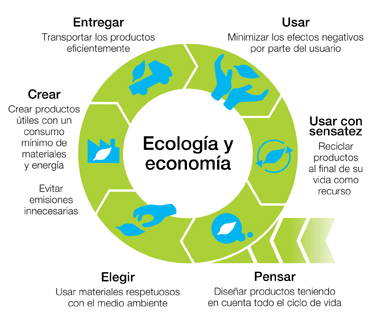 Entregar
Transportar los productos
eficientemente
Usar
Minimizar los efectos negativos
por parte del usuario
Crear
Crear productos
útiles con un
consumo
mínimo de
materiales
y energía
Evitar
emisiones
innecesarias
Ecología y
economía
Usar con
sensatez
Reciclar
productos
al final de su
vida como
recurso
Elegir
Usar materiales respetuosos
con el medio ambiente
Pensar
Diseñar productos teniendo
en cuenta todo el ciclo de vida